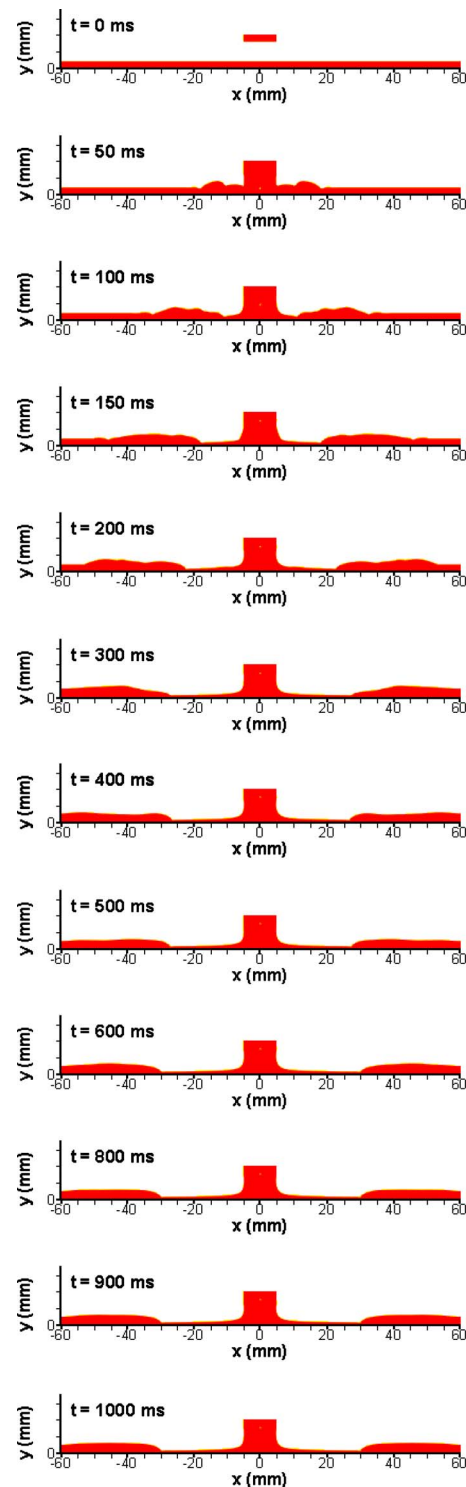 t = 0 ms
y (mm)
0
-60 -40 -20 0 20 40 60
x (mm)
t = 50 ms
y (mm)
0
-60 -40 -20 0 20 40 60
x (mm)
t = 100 ms
y (mm)
0
-60 -40 -20 0 20 40 60
x (mm)
t = 150 ms
y (mm)
0
-60 -40 -20 0 20 40 60
x (mm)
t = 200 ms
y (mm)
0
-60 -40 -20 0 20 40 60
x (mm)
t = 300 ms
y (mm)
0
-60 -40 -20 0 20 40 60
x (mm)
t = 400 ms
y (mm)
0
-60 -40 -20 0 20 40 60
x (mm)
t = 500 ms
y (mm)
0
-60 -40 -20 0 20 40 60
x (mm)
t = 600 ms
y (mm)
0
-60 -40 -20 0 20 40 60
x (mm)
t = 800 ms
y (mm)
0
-60 -40 -20 0 20 40 60
x (mm)
t = 900 ms
y (mm)
0
-60 -40 -20 0 20 40 60
x (mm)
t = 1000 ms
y (mm)
0
-60 -40 -20 0 20 40 60
x (mm)